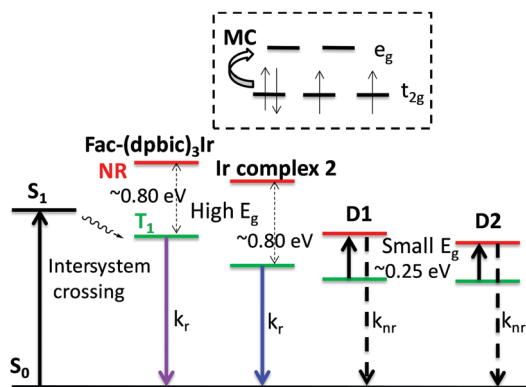 MC
e_g
t_2g
Fac-(dpbic)_3Ir
NR
Ir complex 2
S_1
~0.80 eV
High E_g
D1
D2
T_1
~0.80 eV
Small E_g
~0.25 eV
Intersystem
crossing
k_r
k_r
k_nr
k_nr
S_0